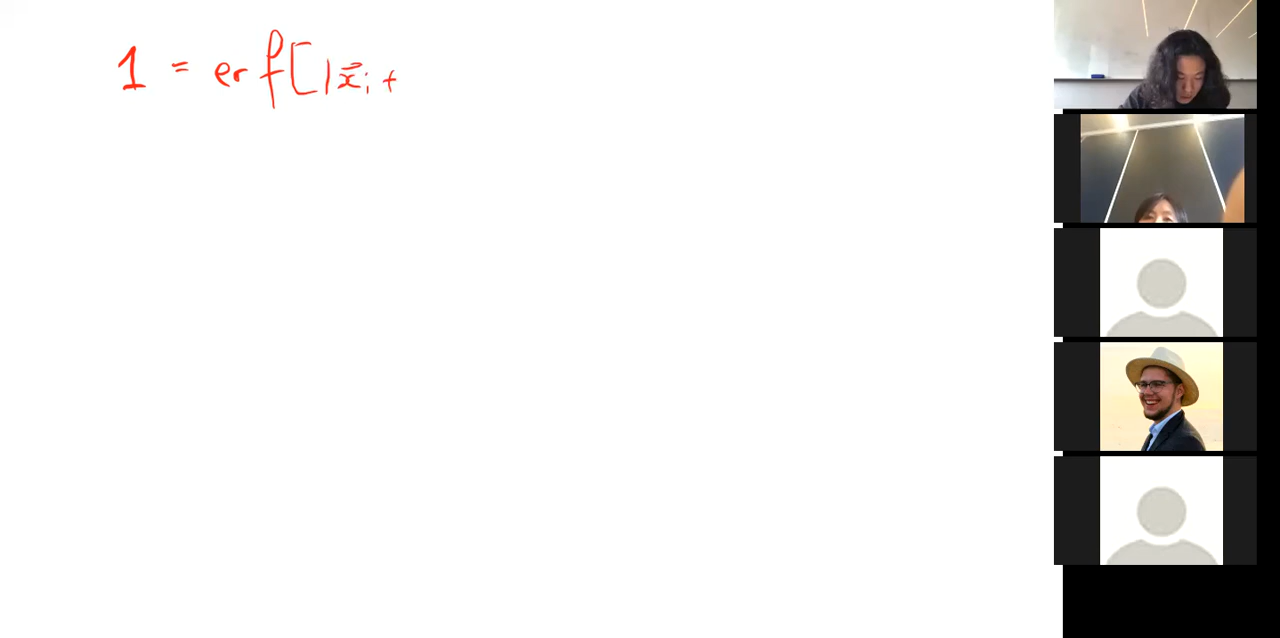 1 = erf[|x⃗ᵢ +